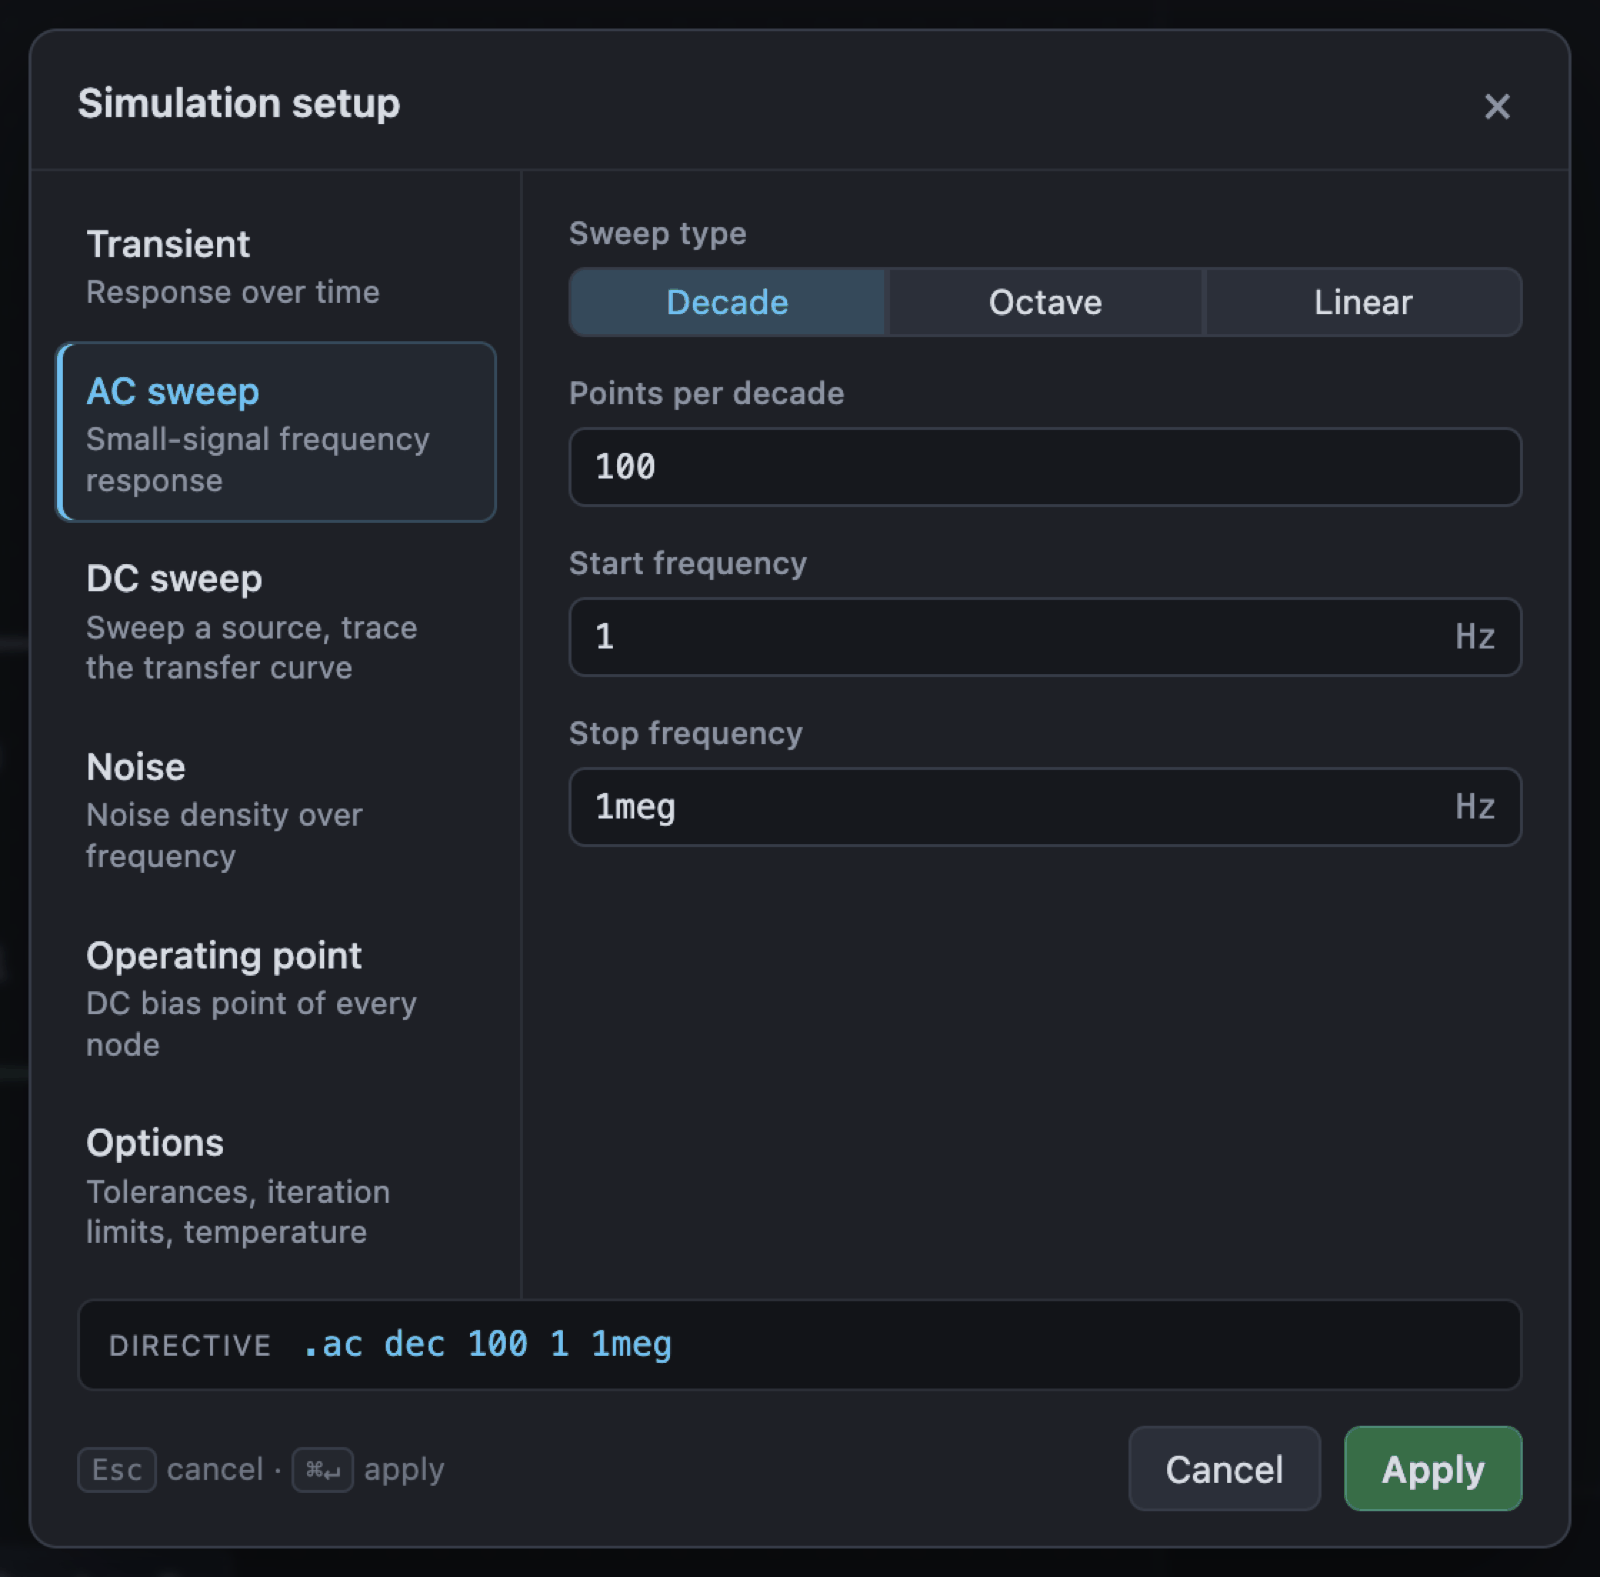 Simulation setup
Transient
Response over time
AC sweep
Small-signal frequency
response
DC sweep
Sweep a source, trace
the transfer curve
Noise
Noise density over
frequency
Operating point
DC bias point of every
node
Options
Tolerances, iteration
limits, temperature
Sweep type
Decade Octave Linear
Points per decade
100
Start frequency
1 Hz
Stop frequency
1meg Hz
DIRECTIVE .ac dec 100 1 1meg
Esc cancel · ⌘↵ apply
Cancel Apply